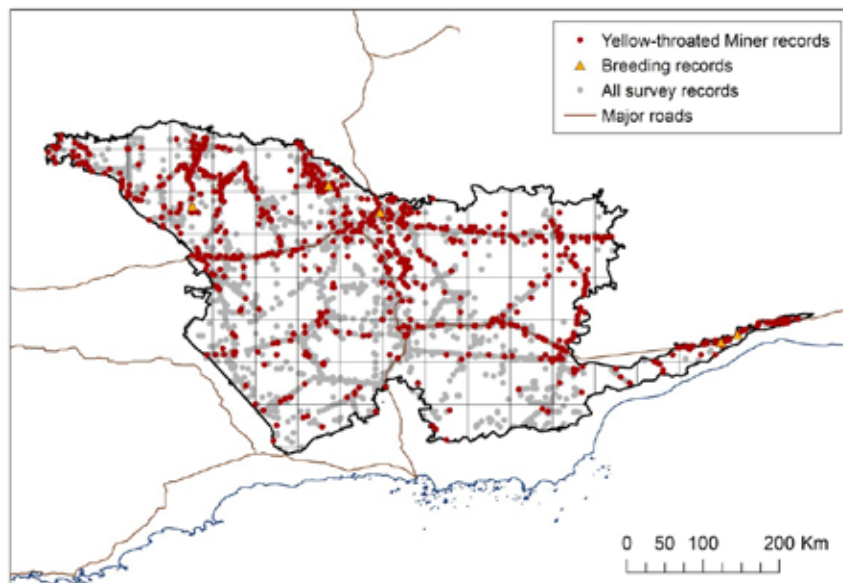 Yellow-throated Miner records
Breeding records
All survey records
Major roads
0 50 100 200 Km